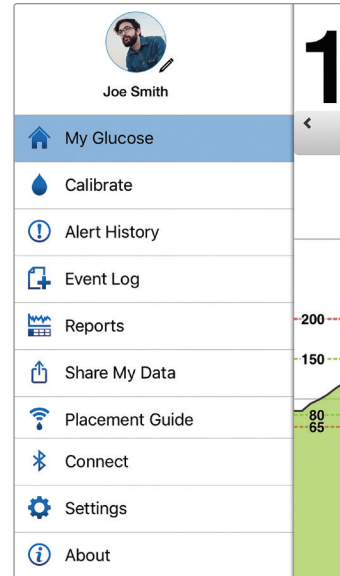 Joe Smith
My Glucose
Calibrate
Alert History
Event Log
Reports
Share My Data
Placement Guide
Connect
Settings
About
1
200
150
80
65